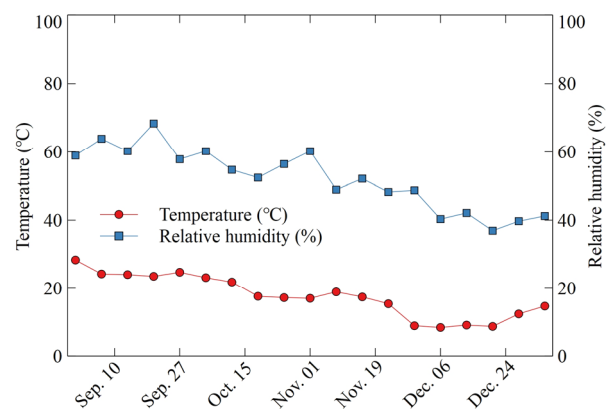 100
80
60
40
20
0
Temperature (℃)
100
80
60
40
20
0
Relative humidity (%)
Temperature (℃)
Relative humidity (%)
Sep. 10
Sep. 27
Oct. 15
Nov. 01
Nov. 19
Dec. 06
Dec. 24